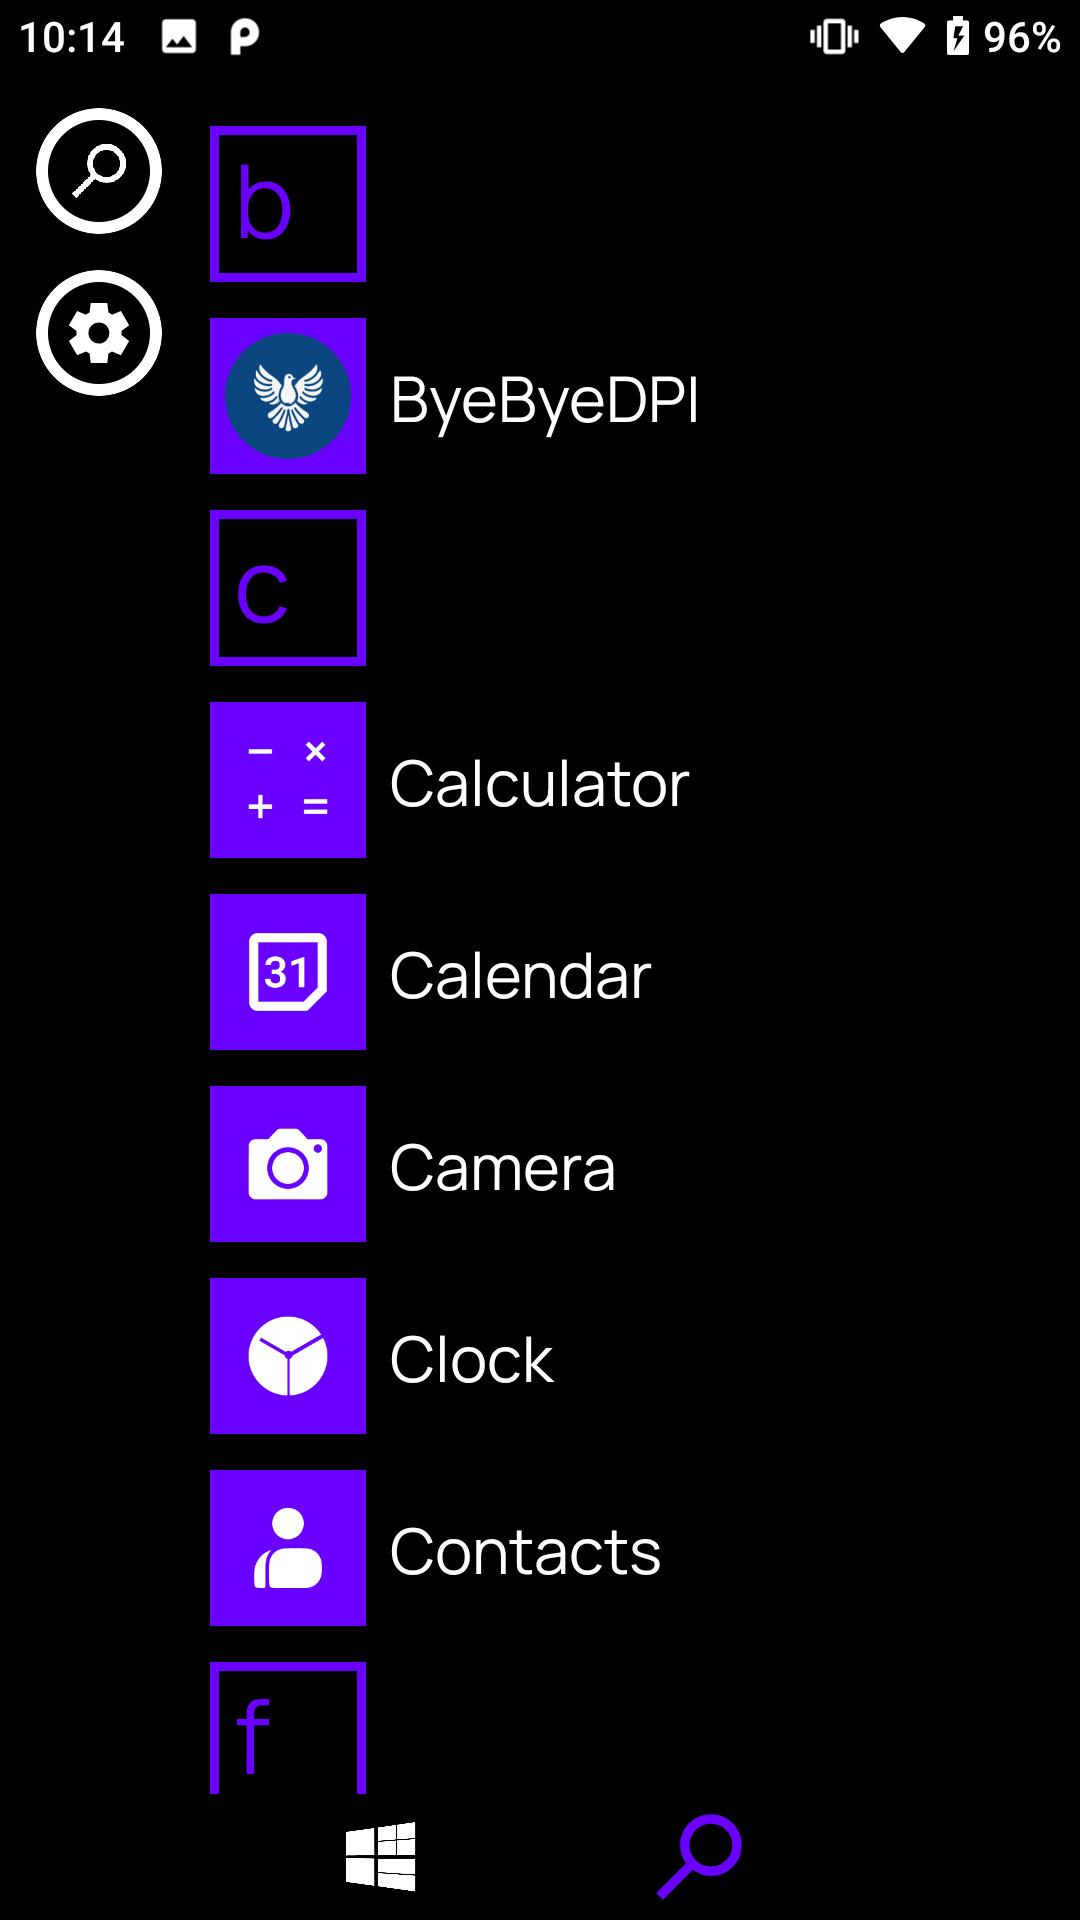 10:14 96%
b
ByeByeDPI
c
Calculator
31 Calendar
Camera
Clock
Contacts
f